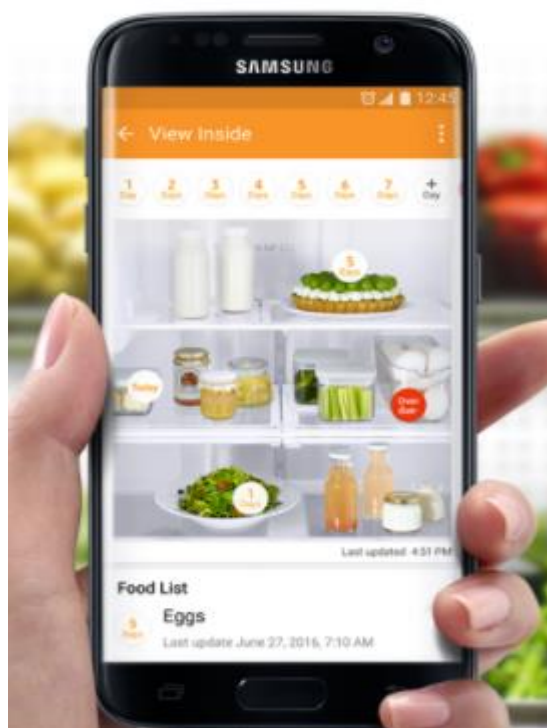 SAMSUNG
12:45
View Inside
1 2 3 4 5 6 7 +
Day Days Days Days Days Days Days Day
5
Days
Today
Over
due
1
Days
Last updated 4:51 PM
Food List
Eggs
Days
Last update June 27, 2016, 7:10 AM